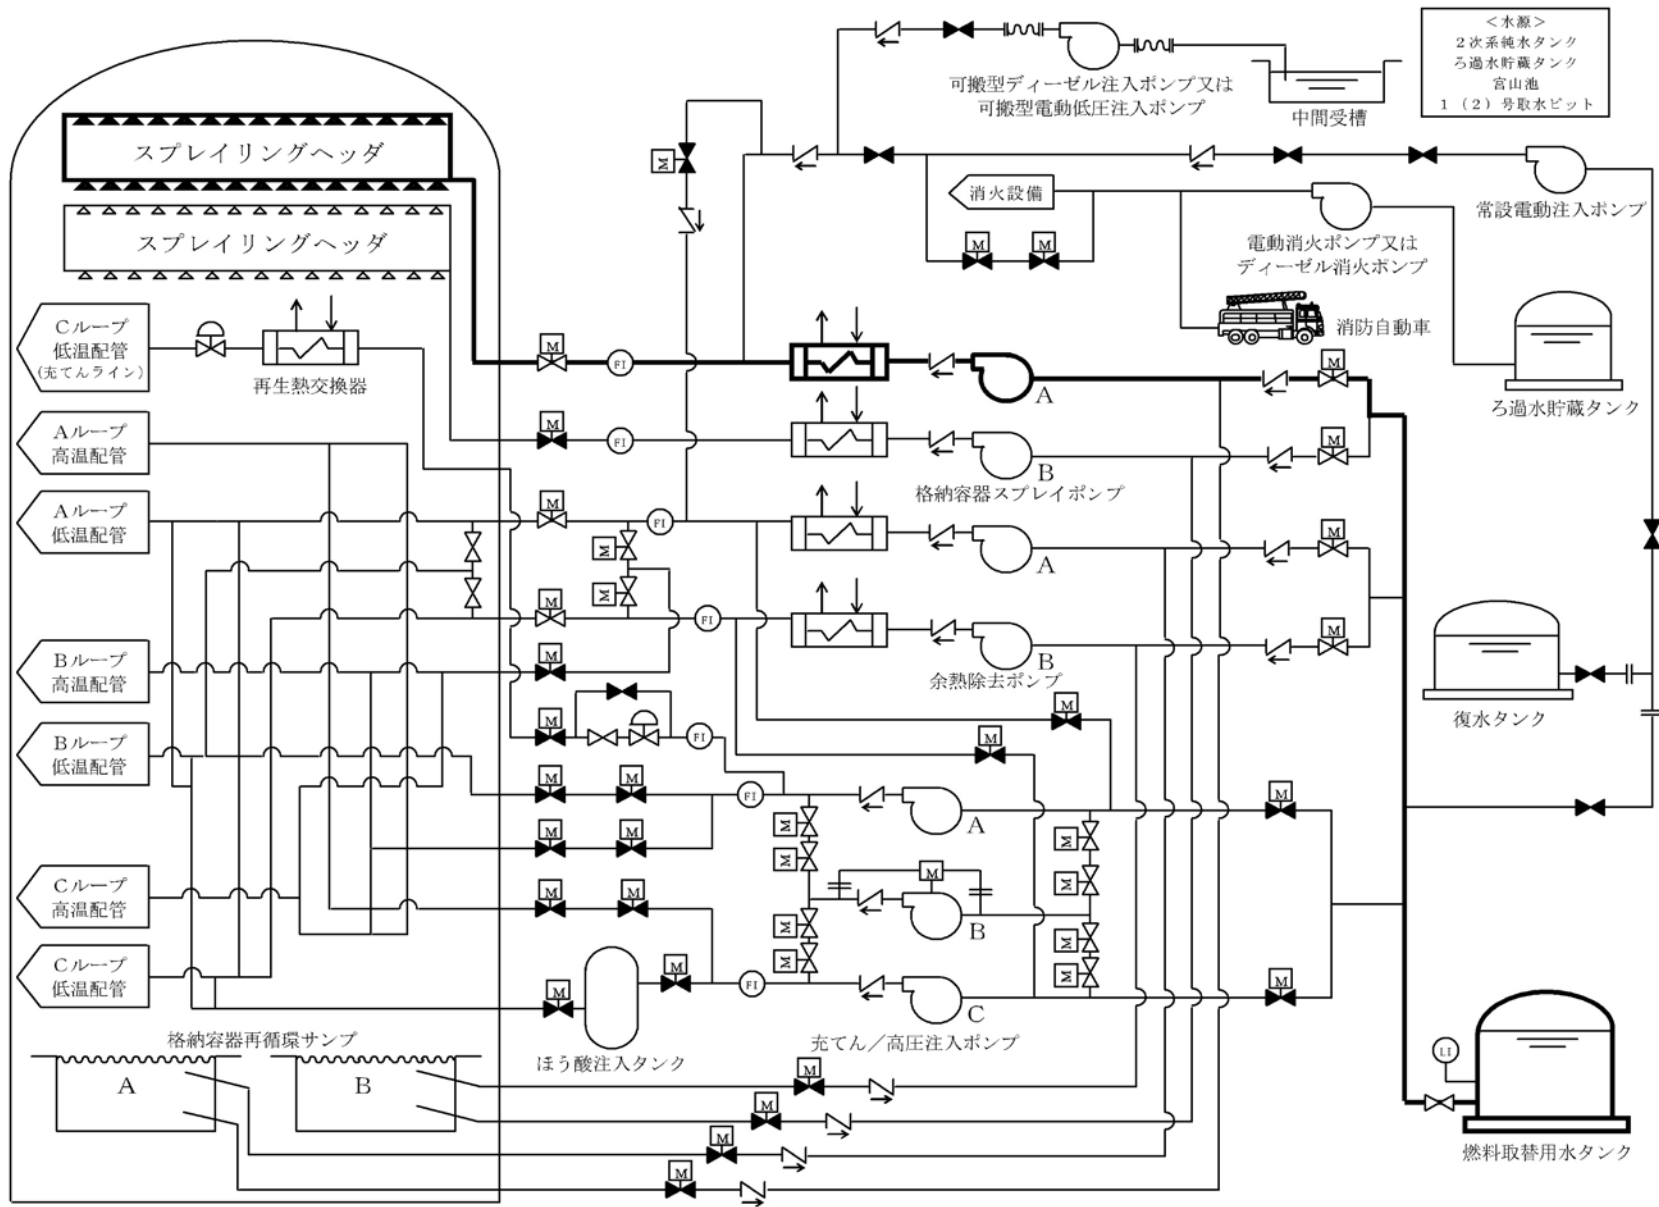 <水源>
2次系純水タンク
ろ過水貯蔵タンク
宮山池
1(2)号取水ピット
可搬型ディーゼル注入ポンプ又は
可搬型電動低圧注入ポンプ
中間受槽
スプレイリングヘッダ
M
消火設備
常設電動注入ポンプ
スプレイリングヘッダ
M
M
電動消火ポンプ又は
ディーゼル消火ポンプ
消防自動車
Cループ
低温配管
(充てんライン)
再生熱交換器
M
FI
A
M
ろ過水貯蔵タンク
Aループ
高温配管
M
FI
B
M
格納容器スプレイポンプ
Aループ
低温配管
M
FI
M
A
M
M
M
FI
B
M
余熱除去ポンプ
Bループ
高温配管
M
M
復水タンク
Bループ
低温配管
M
FI
M
M
M
FI
A
M
M
M
M
M
M
M
Cループ
高温配管
M
M
M
B
M
M
M
M
M
Cループ
低温配管
M
M
FI
C
M
充てん/高圧注入ポンプ
ほう酸注入タンク
格納容器再循環サンプ
A
B
M
M
M
M
LI
燃料取替用水タンク